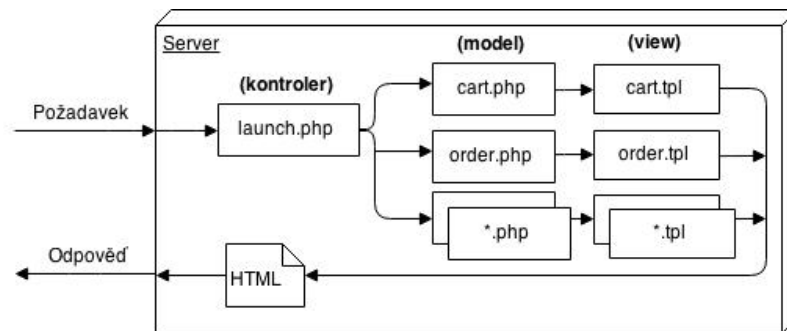 Server
(model)
(view)
(kontroler)
cart.php
cart.tpl
Požadavek
launch.php
order.php
order.tpl
*.php
*.tpl
Odpověď
HTML